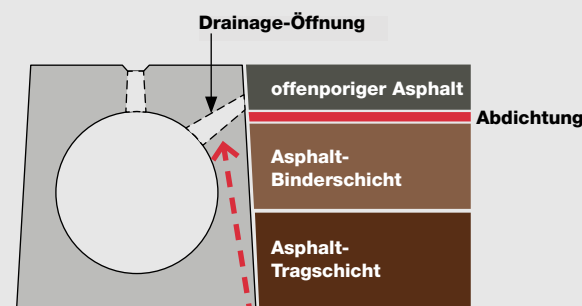 Drainage-Öffnung
offenporiger Asphalt
Abdichtung
Asphalt-
Binderschicht
Asphalt-
Tragschicht